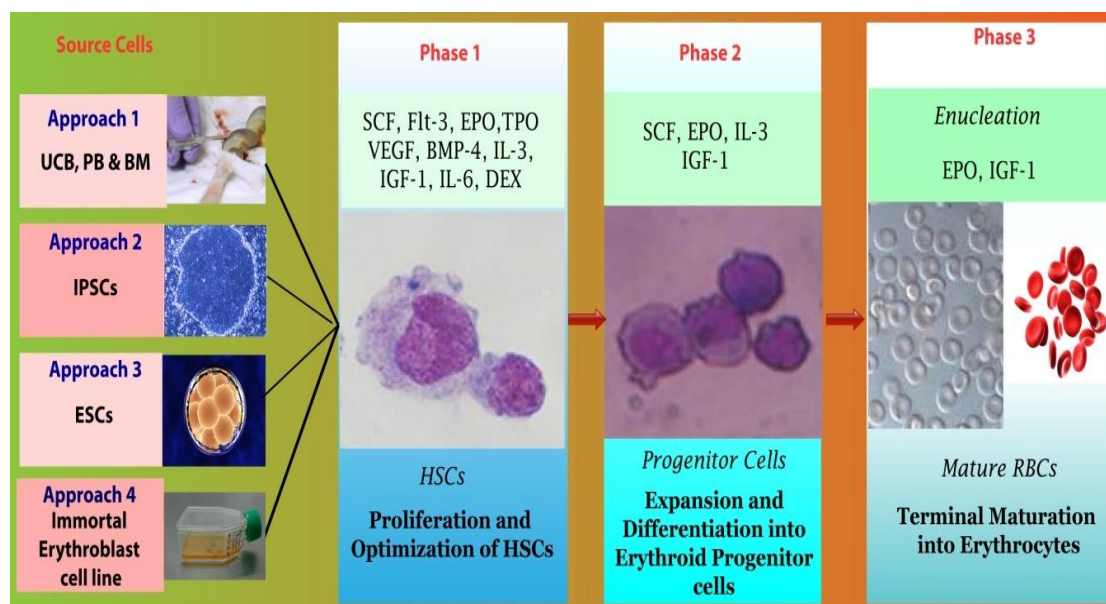 Source Cells
Approach 1
UCB, PB & BM
Approach 2
IPSCs
Approach 3
ESCs
Approach 4
Immortal
Erythroblast
cell line
Phase 1
SCF, Flt-3, EPO,TPO
VEGF, BMP-4, IL-3,
IGF-1, IL-6, DEX
HSCs
Proliferation and
Optimization of HSCs
Phase 2
SCF, EPO, IL-3
IGF-1
Progenitor Cells
Expansion and
Differentiation into
Erythroid Progenitor
cells
Phase 3
Enucleation
EPO, IGF-1
Mature RBCs
Terminal Maturation
into Erythrocytes